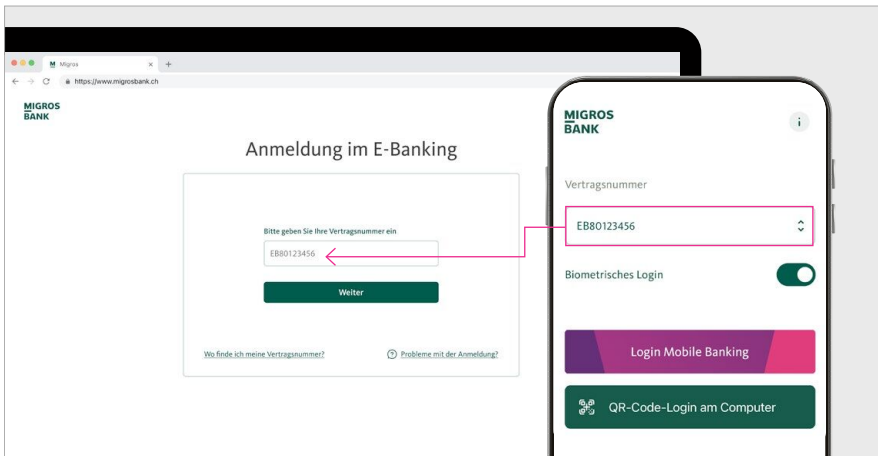 M Migros
https://www.migrosbank.ch
MIGROS
BANK
Anmeldung im E-Banking
Bitte geben Sie Ihre Vertragsnummer ein
EB80123456
Weiter
Wo finde ich meine Vertragsnummer?
Probleme mit der Anmeldung?
MIGROS
BANK
i
Vertragsnummer
EB80123456
Biometrisches Login
Login Mobile Banking
QR-Code-Login am Computer